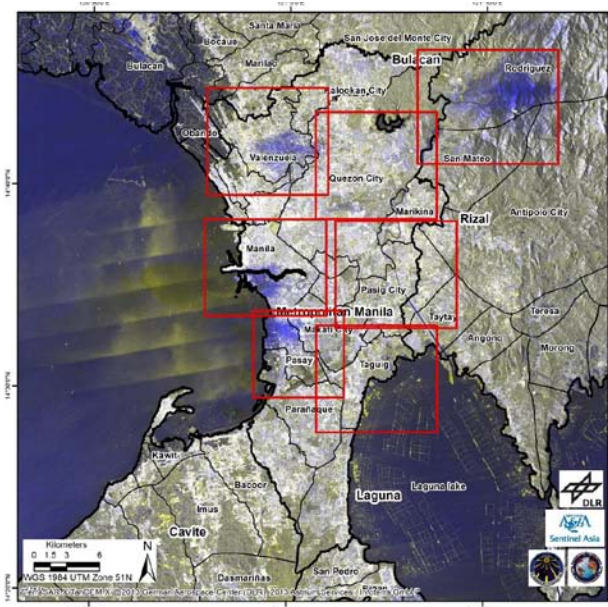 Santa Maria
San Jose del Monte City
Bocaue
Bulacan
Marilao
Bulacan
Rodriguez
Obando
Valenzuela
San Mateo
Quezon City
Marikina
Rizal
Antipolo City
Manila
Pasig City
Metropolitan Manila
Taytay
Teresa
Makati City
Angono
Morong
Pasay
Taguig
Parañaque
Kawit
Bacoor
Laguna
Laguna lake
Imus
Cavite
DLR
Sentinel Asia
Kilometers
0 1.5 3 6
N
WGS 1984 UTM Zone 51N
Dasmariñas
San Pedro